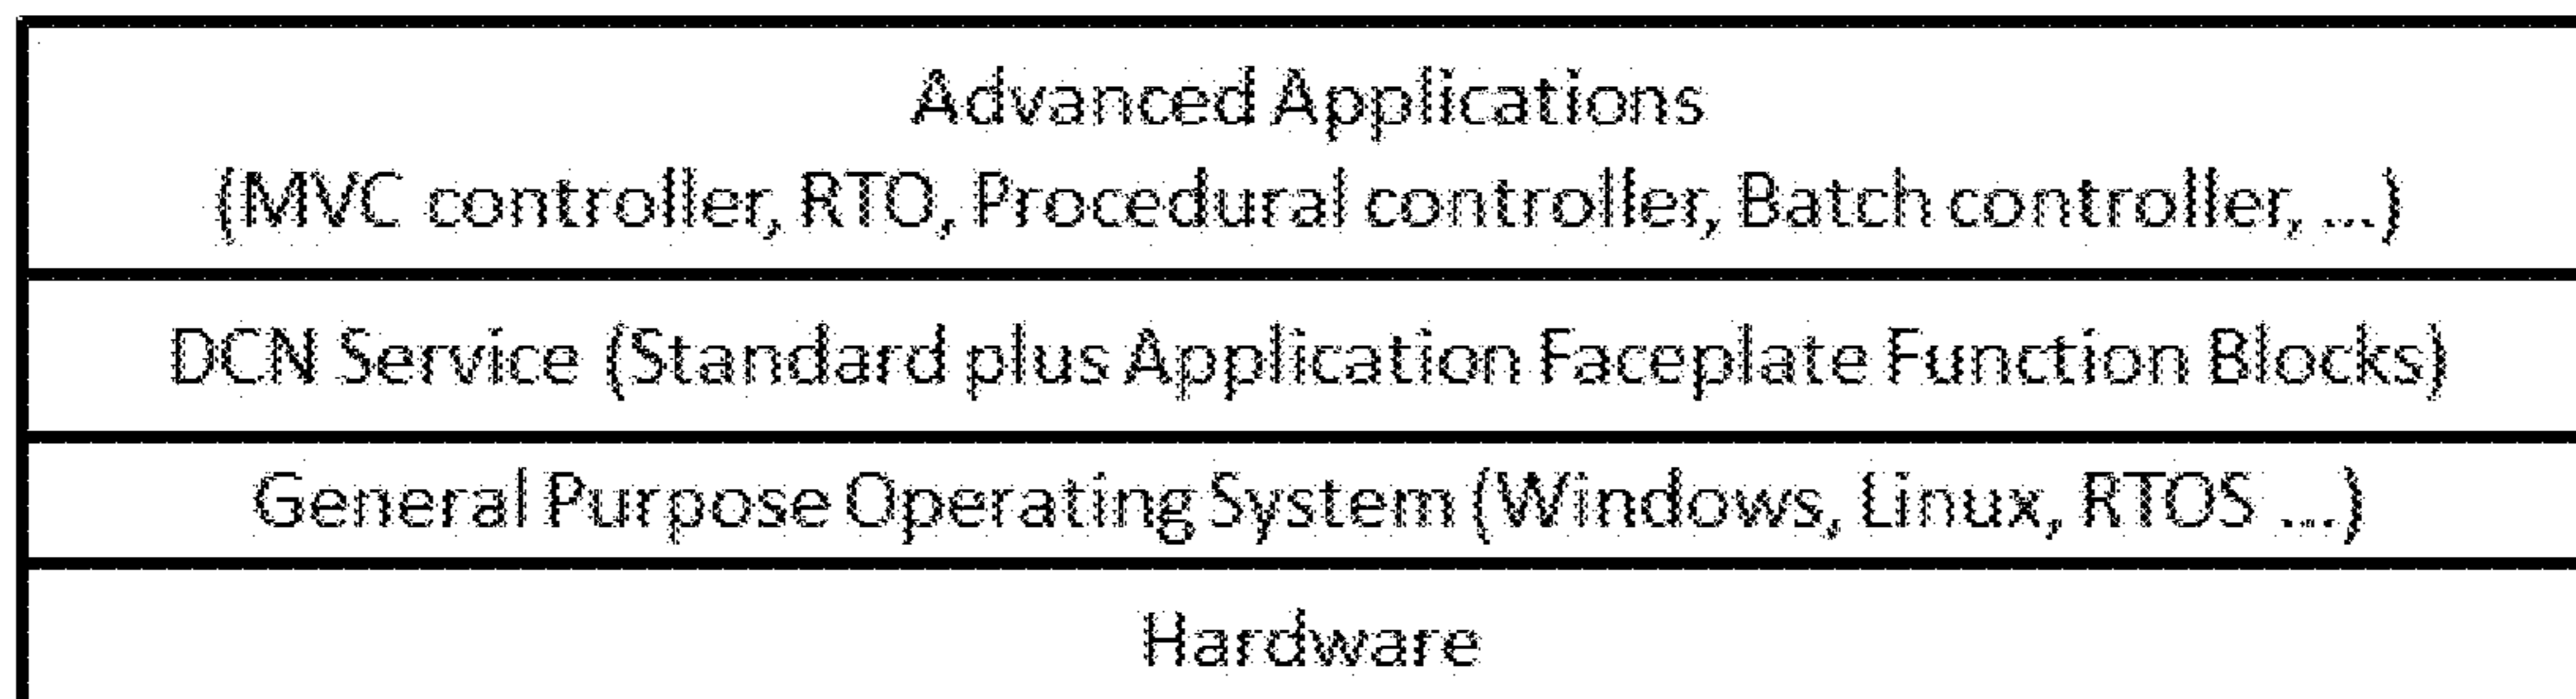 Advanced Applications
(MVC controller, RTO, Procedural controller, Batch controller, ...)
DCN Service (Standard plus Application Faceplate Function Blocks)
General Purpose Operating System (Windows, Linux, RTOS ...)
Hardware